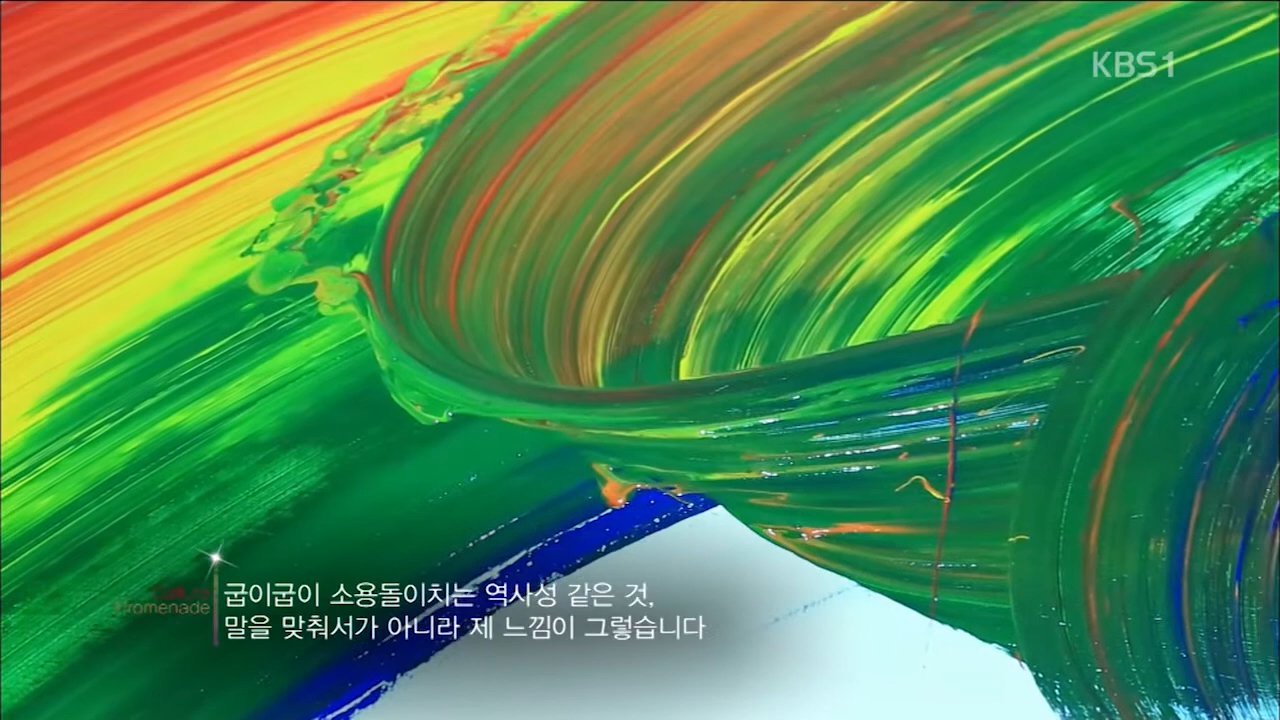 KBS1
Promenade
굽이굽이 소용돌이치는 역사성 같은 것,
말을 맞춰서가 아니라 제 느낌이 그렇습니다